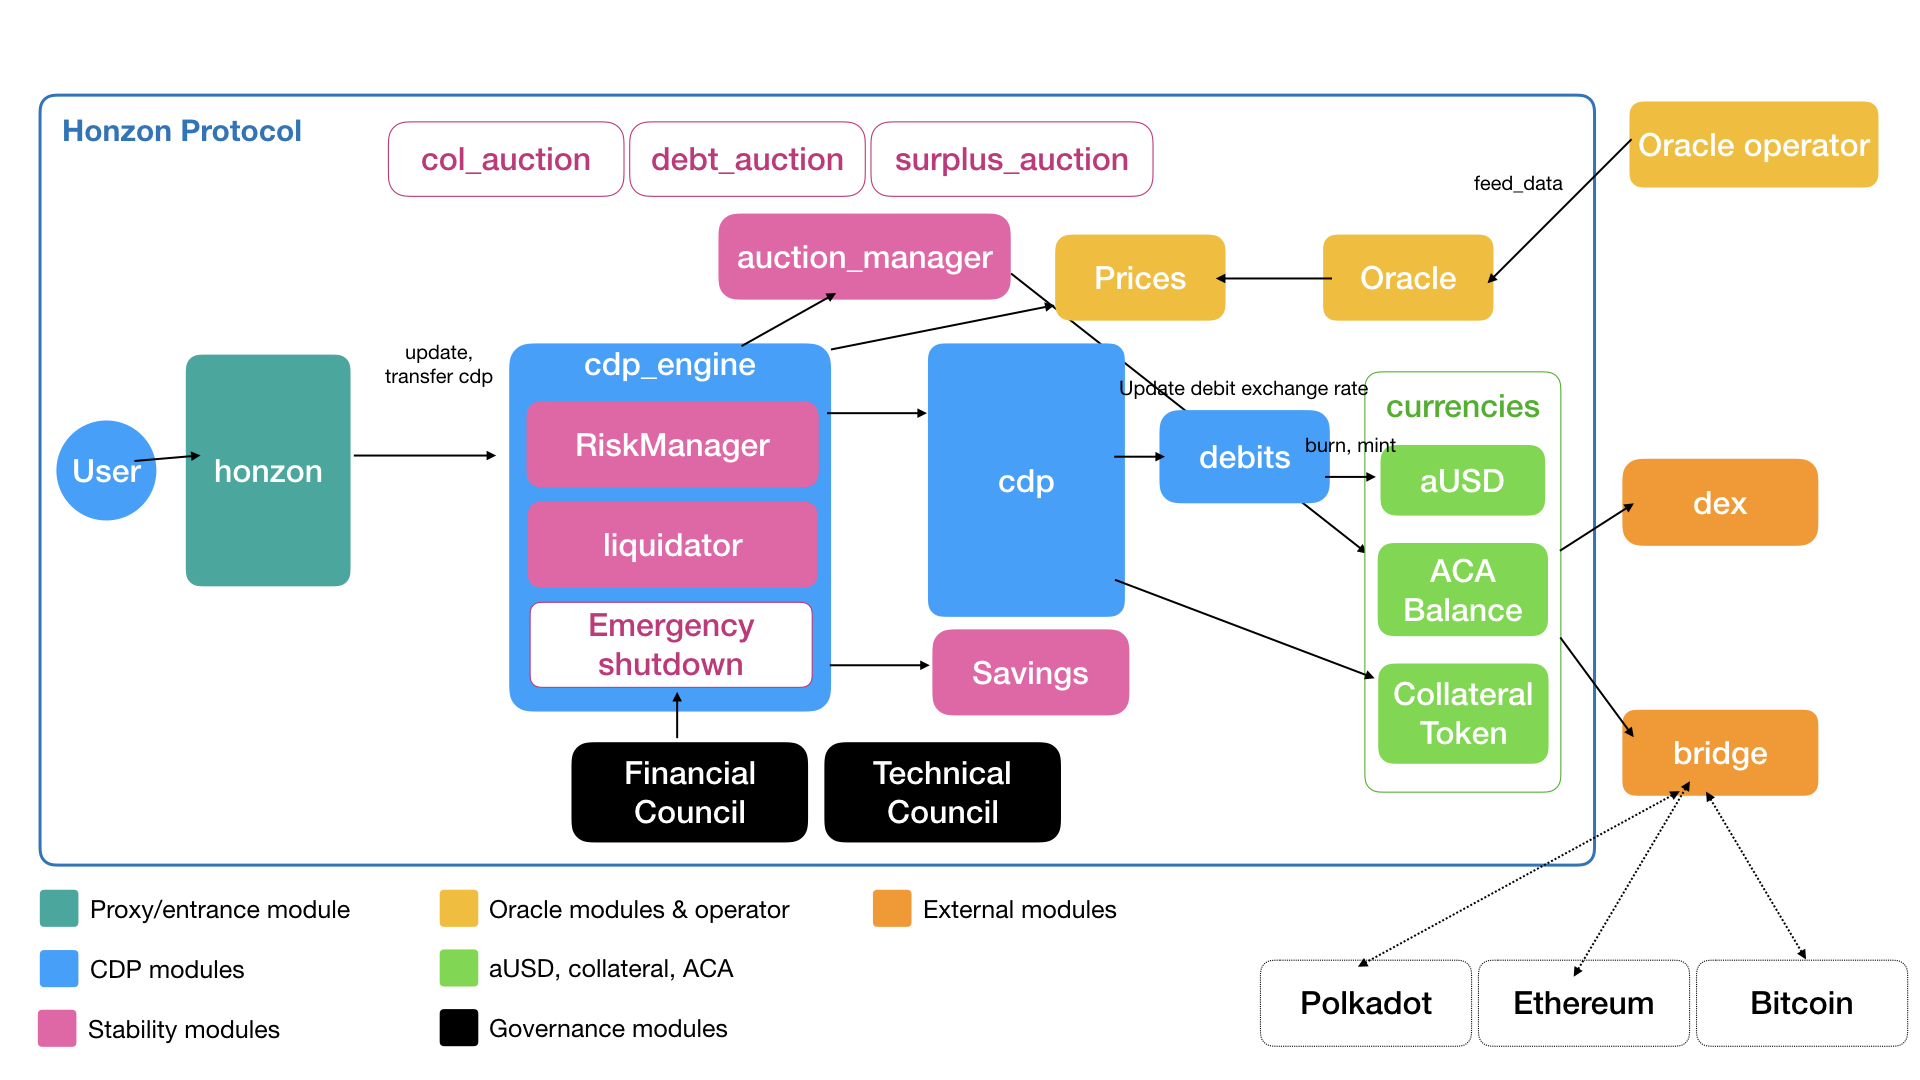 Honzon Protocol
col_auction
debt_auction
surplus_auction
Oracle operator
feed_data
auction_manager
Prices
Oracle
update,
transfer cdp
cdp_engine
RiskManager
liquidator
Emergency
shutdown
User
honzon
cdp
Update debit exchange rate
debits
burn, mint
currencies
aUSD
ACA
Balance
Collateral
Token
dex
bridge
Savings
Financial
Council
Technical
Council
Proxy/entrance module
CDP modules
Stability modules
Oracle modules & operator
aUSD, collateral, ACA
Governance modules
External modules
Polkadot
Ethereum
Bitcoin